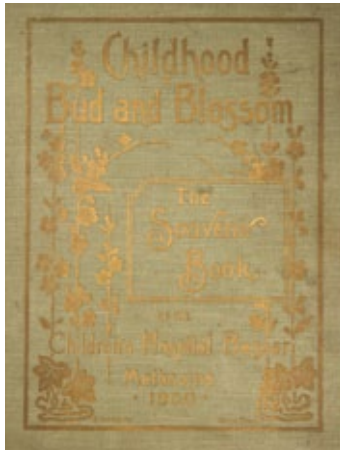 Childhood
Bud and Blossom
The
Souvenir
Book
Children's Hospital Bazaar
Melbourne
· 1900 ·